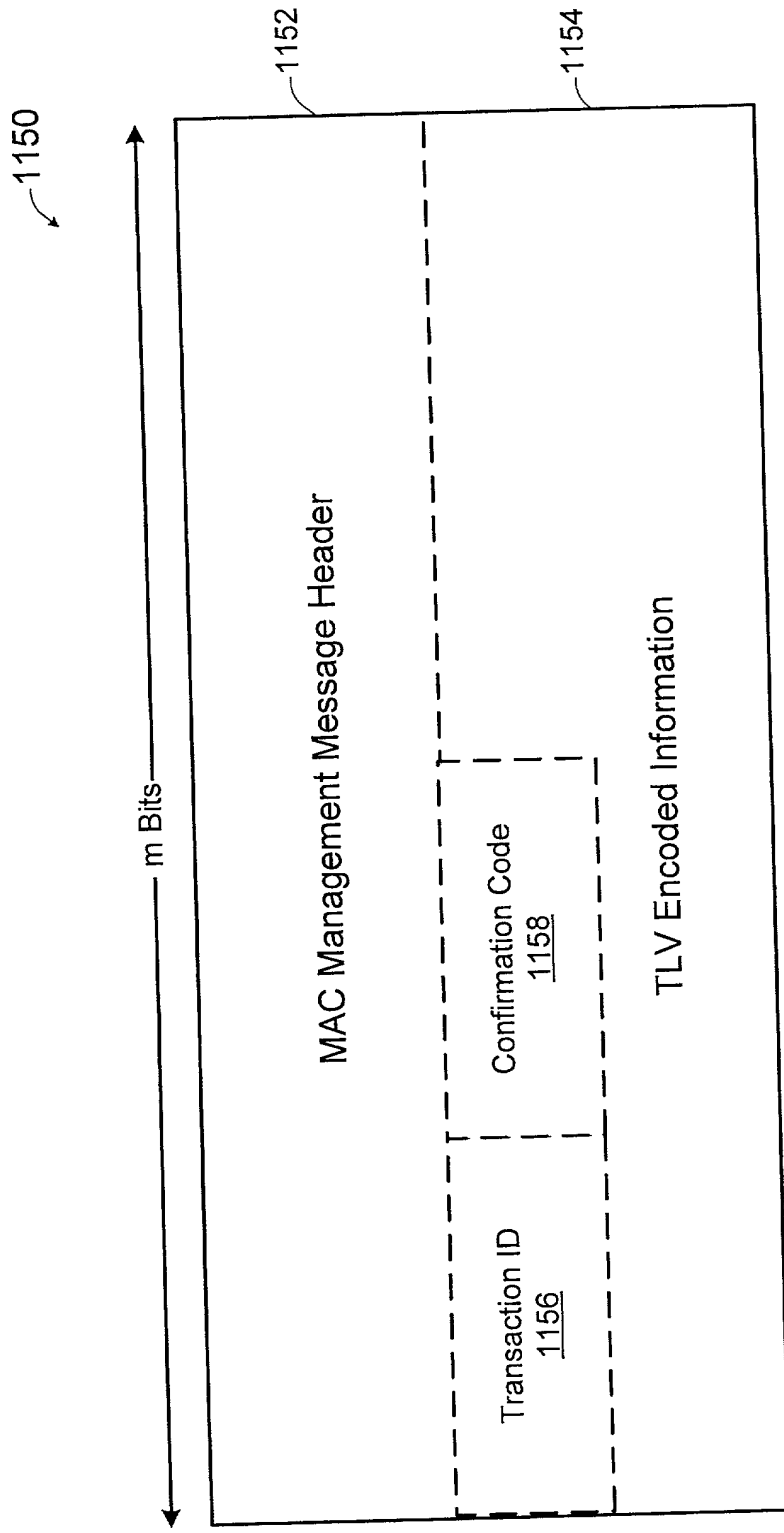 1150
m Bits
1152
MAC Management Message Header
1154
Transaction ID
1156
Confirmation Code
1158
TLV Encoded Information